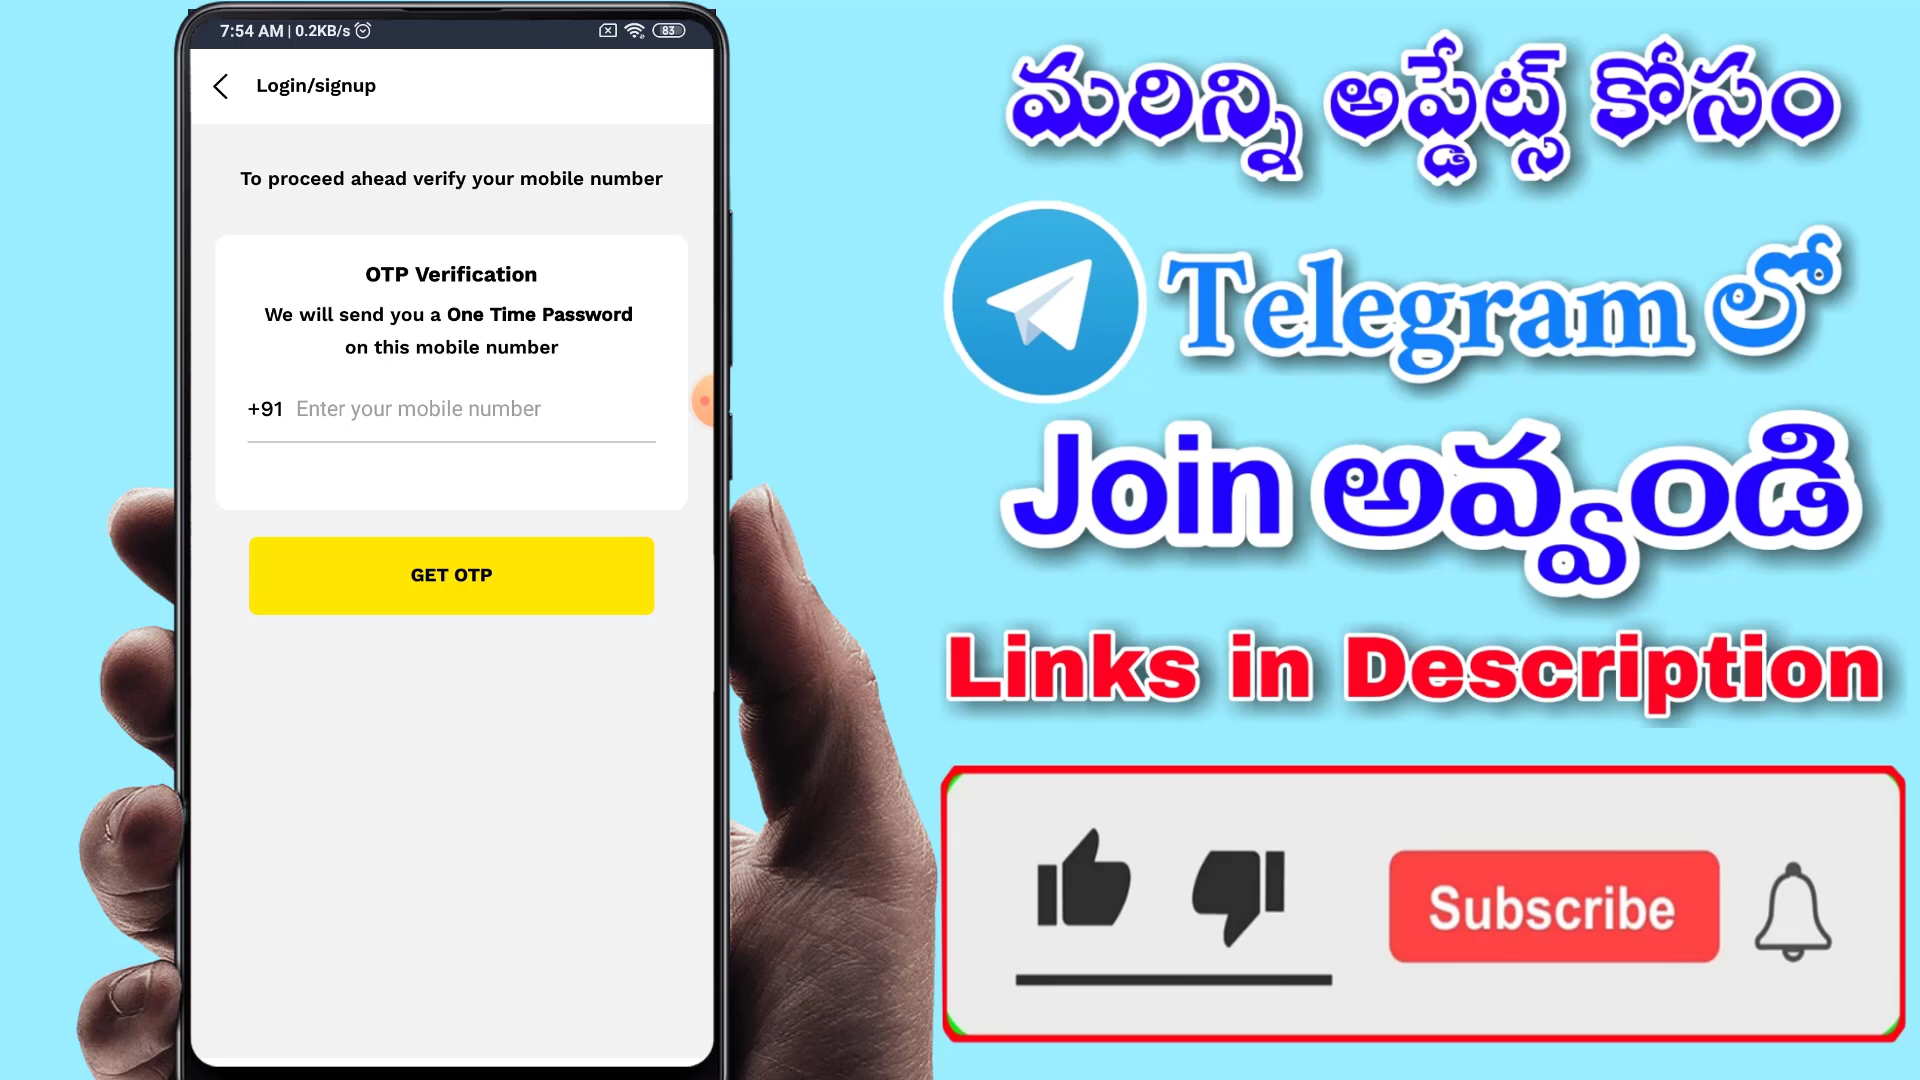 7:54 AM | 0.2KB/s
83
Login/signup
To proceed ahead verify your mobile number
OTP Verification
We will send you a One Time Password
on this mobile number
+91 Enter your mobile number
GET OTP
మరిన్ని అప్డేట్స్ కోసం
Telegram లో
Join అవ్వండి
Links in Description
Subscribe